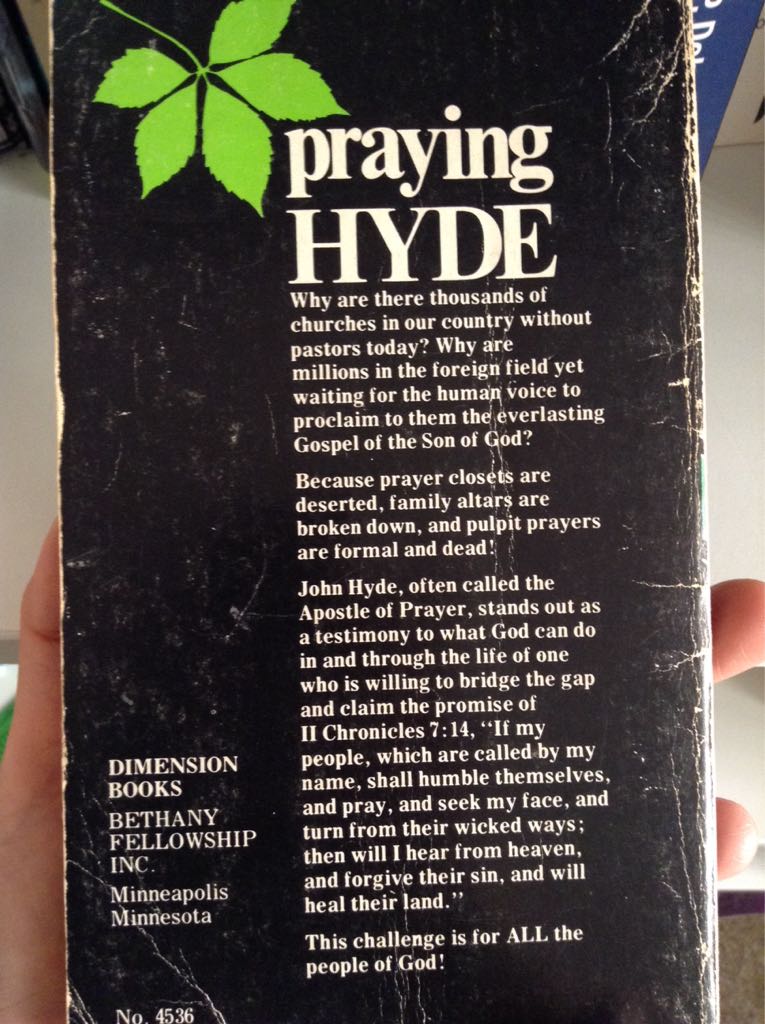 praying
HYDE
Why are there thousands of
churches in our country without
pastors today? Why are
millions in the foreign field yet
waiting for the human voice to
proclaim to them the everlasting
Gospel of the Son of God?
Because prayer closets are
deserted, family altars are
broken down, and pulpit prayers
are formal and dead!
John Hyde, often called the
Apostle of Prayer, stands out as
a testimony to what God can do
in and through the life of one
who is willing to bridge the gap
and claim the promise of
II Chronicles 7:14, “If my
people, which are called by my
name, shall humble themselves,
and pray, and seek my face, and
turn from their wicked ways;
then will I hear from heaven,
and forgive their sin, and will
heal their land.”
This challenge is for ALL the
people of God!
DIMENSION
BOOKS
BETHANY
FELLOWSHIP
INC.
Minneapolis
Minnesota
No. 4536